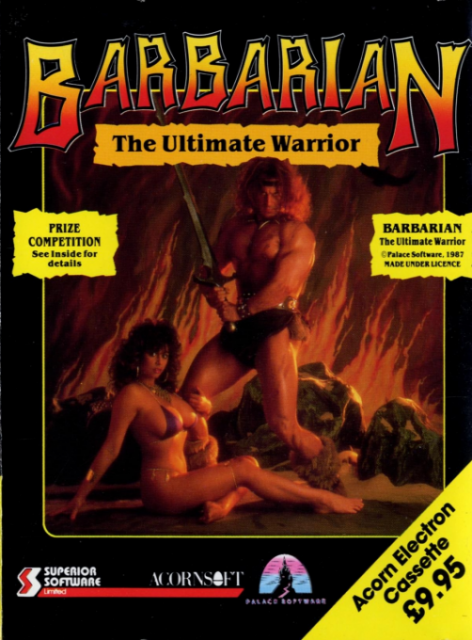 BARBARIAN
The Ultimate Warrior
PRIZE
COMPETITION
See Inside for
details
BARBARIAN
The Ultimate Warrior
©Palace Software, 1987
MADE UNDER LICENCE
SUPERIOR
SOFTWARE
Limited
ACORNSOFT
PALACE SOFTWARE
Acorn Electron
Cassette
£9.95